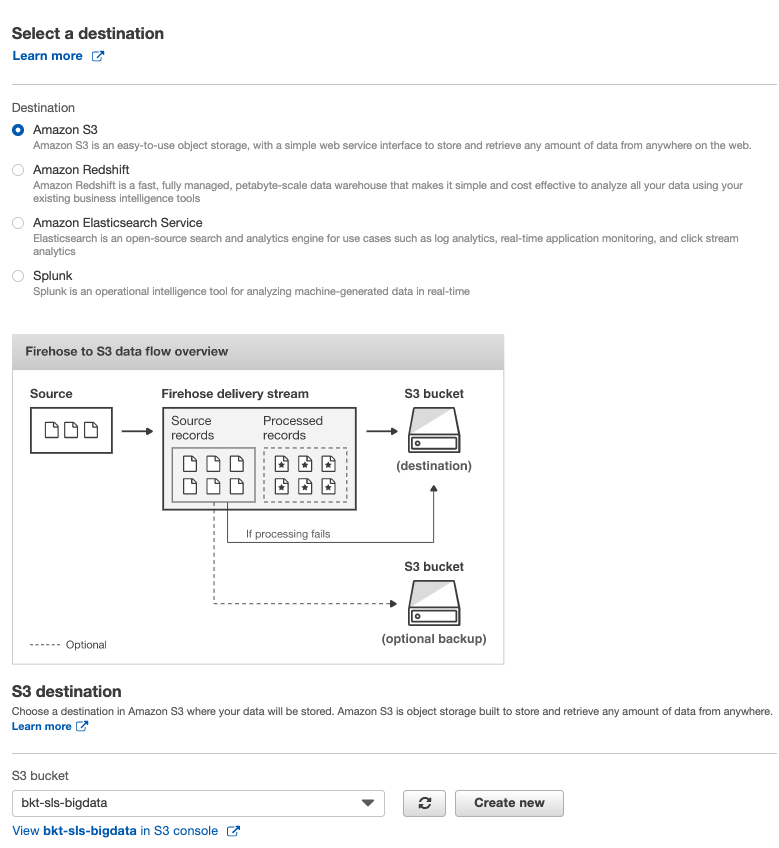 Select a destination
Learn more
Destination
Amazon S3
Amazon S3 is an easy-to-use object storage, with a simple web service interface to store and retrieve any amount of data from anywhere on the web.
Amazon Redshift
Amazon Redshift is a fast, fully managed, petabyte-scale data warehouse that makes it simple and cost effective to analyze all your data using your
existing business intelligence tools
Amazon Elasticsearch Service
Elasticsearch is an open-source search and analytics engine for use cases such as log analytics, real-time application monitoring, and click stream
analytics
Splunk
Splunk is an operational intelligence tool for analyzing machine-generated data in real-time
Firehose to S3 data flow overview
Source
Firehose delivery stream
S3 bucket
Source
records
Processed
records
(destination)
If processing fails
S3 bucket
(optional backup)
Optional
S3 destination
Choose a destination in Amazon S3 where your data will be stored. Amazon S3 is object storage built to store and retrieve any amount of data from anywhere.
Learn more
S3 bucket
bkt-sls-bigdata
Create new
View bkt-sls-bigdata in S3 console